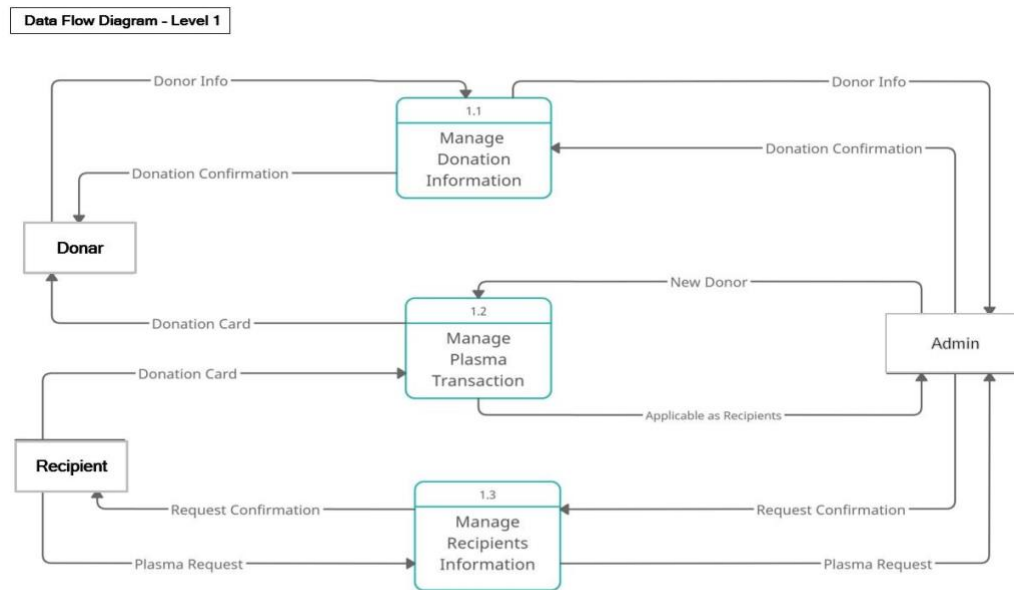 Data Flow Diagram - Level 1
Donor Info
Donor Info
1.1
Manage
Donation
Information
Donation Confirmation
Donation Confirmation
Donar
New Donor
1.2
Manage
Plasma
Transaction
Donation Card
Admin
Donation Card
Applicable as Recipients
Recipient
1.3
Manage
Recipients
Information
Request Confirmation
Request Confirmation
Plasma Request
Plasma Request